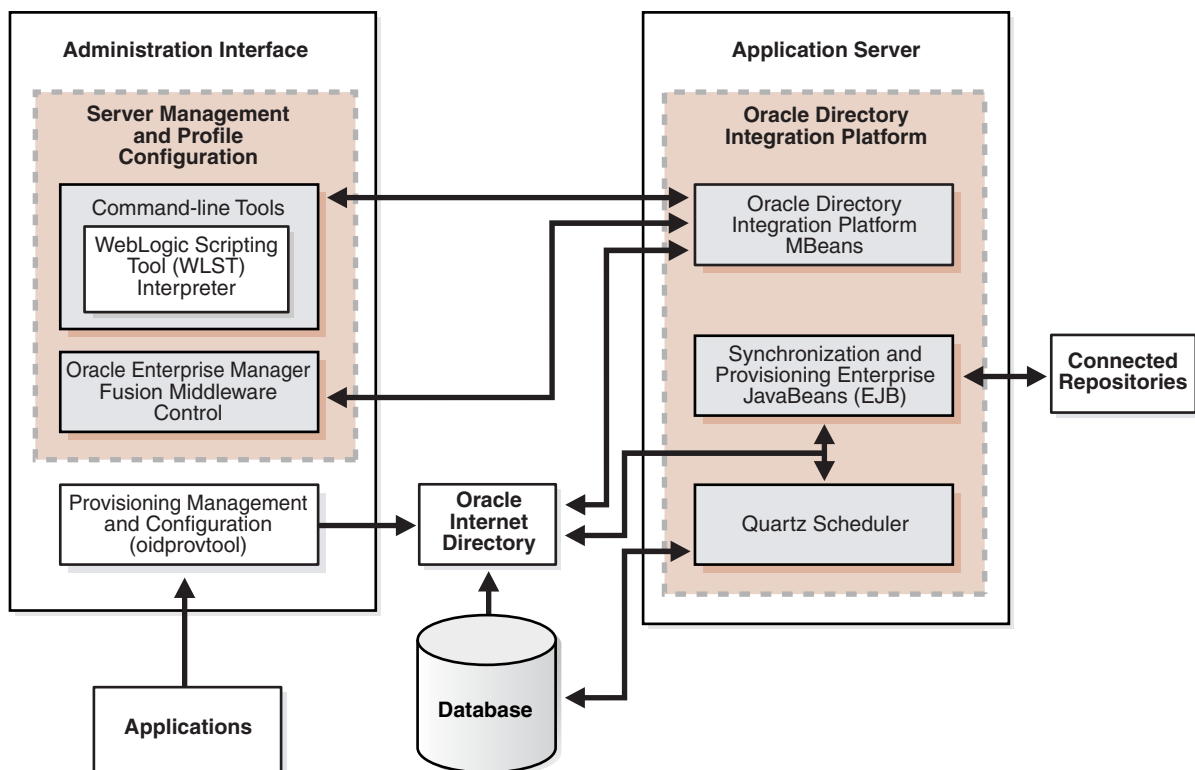 Administration Interface
Server Management
and Profile
Configuration
Command-line Tools
WebLogic Scripting
Tool (WLST)
Interpreter
Oracle Enterprise Manager
Fusion Middleware
Control
Provisioning Management
and Configuration
(oidprovtool)
Applications
Oracle
Internet
Directory
Database
Application Server
Oracle Directory
Integration Platform
Oracle Directory
Integration Platform
MBeans
Synchronization and
Provisioning Enterprise
JavaBeans (EJB)
Quartz Scheduler
Connected
Repositories